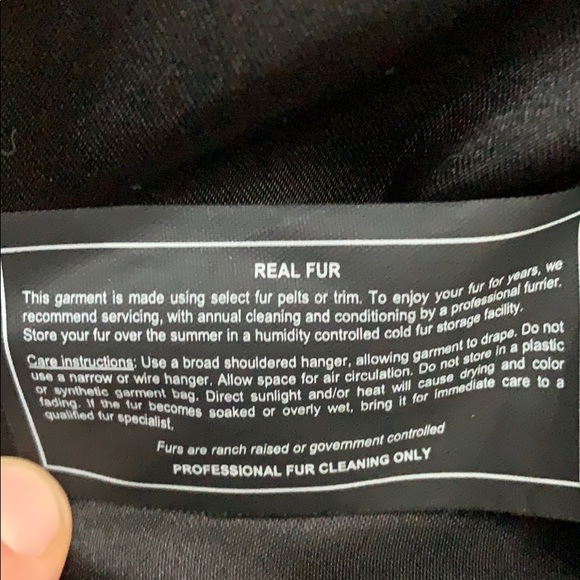 REAL FUR
This garment is made using select fur pelts or trim. To enjoy your fur for years, we
recommend servicing, with annual cleaning and conditioning by a professional furrier.
Store your fur over the summer in a humidity controlled cold fur storage facility.
Care instructions: Use a broad shouldered hanger, allowing garment to drape. Do not
use a narrow or wire hanger. Allow space for air circulation. Do not store in a plastic
or synthetic garment bag. Direct sunlight and/or heat will cause drying and color
fading. If the fur becomes soaked or overly wet, bring it for immediate care to a
qualified fur specialist.
Furs are ranch raised or government controlled
PROFESSIONAL FUR CLEANING ONLY